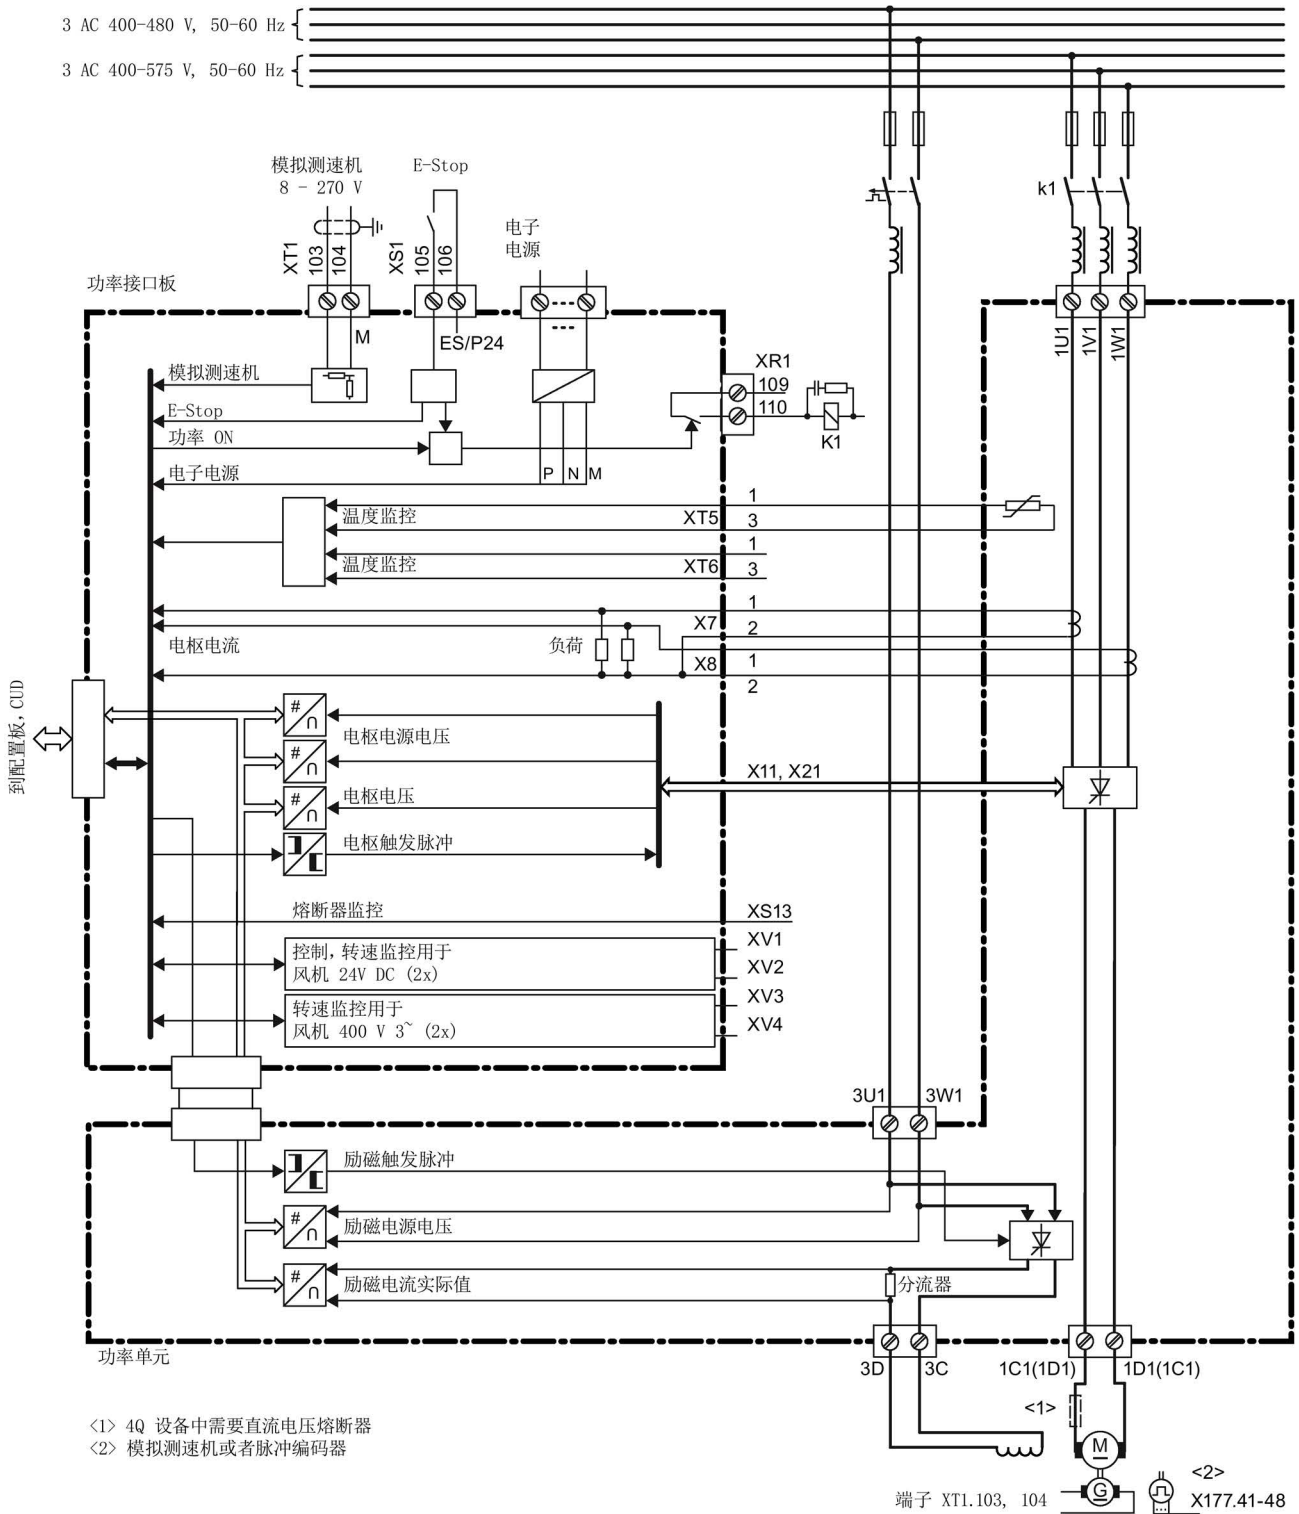 3 AC 400-480 V, 50-60 Hz
3 AC 400-575 V, 50-60 Hz
模拟测速机
8 - 270 V
E-Stop
电子
电源
k1
XT1
103
104
XS1
105
106
功率接口板
M
ES/P24
1U1
1V1
1W1
XR1
109
110
K1
模拟测速机
E-Stop
功率 ON
电子电源
P
N
M
温度监控
XT5
1
3
温度监控
XT6
1
3
电枢电流
负荷
X7
1
2
X8
1
2
到配置板,CUD
#
∩
电枢电源电压
#
∩
X11, X21
#
∩
电枢电压
电枢触发脉冲
熔断器监控
XS13
控制,转速监控用于
风机 24V DC (2x)
XV1
XV2
转速监控用于
风机 400 V 3~ (2x)
XV3
XV4
3U1
3W1
励磁触发脉冲
#
∩
励磁电源电压
#
∩
励磁电流实际值
分流器
功率单元
3D
3C
1C1(1D1)
1D1(1C1)
<1>
<1> 4Q 设备中需要直流电压熔断器
<2> 模拟测速机或者脉冲编码器
M
G
<2>
端子 XT1.103, 104
X177.41-48